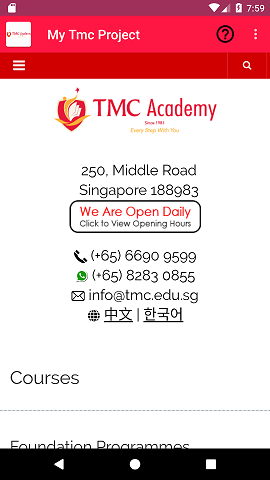 7:59
My Tmc Project
TMC Academy
Since 1981
Every Step With You
250, Middle Road
Singapore 188983
We Are Open Daily
Click to View Opening Hours
(+65) 6690 9599
(+65) 8283 0855
info@tmc.edu.sg
中文 | 한국어
Courses
Foundation Programmes